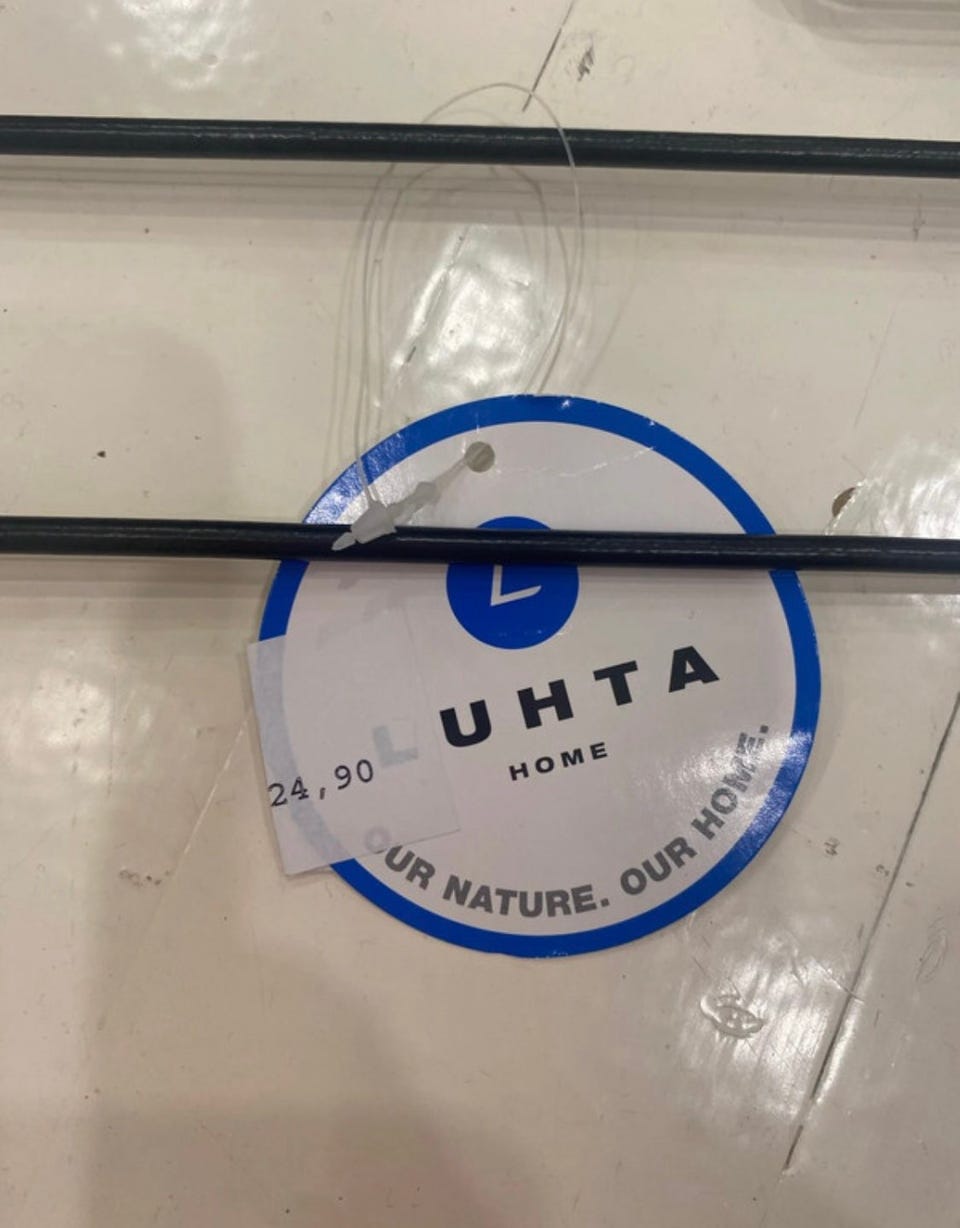 L
LUHTA
HOME
24,90
OUR NATURE. OUR HOME.